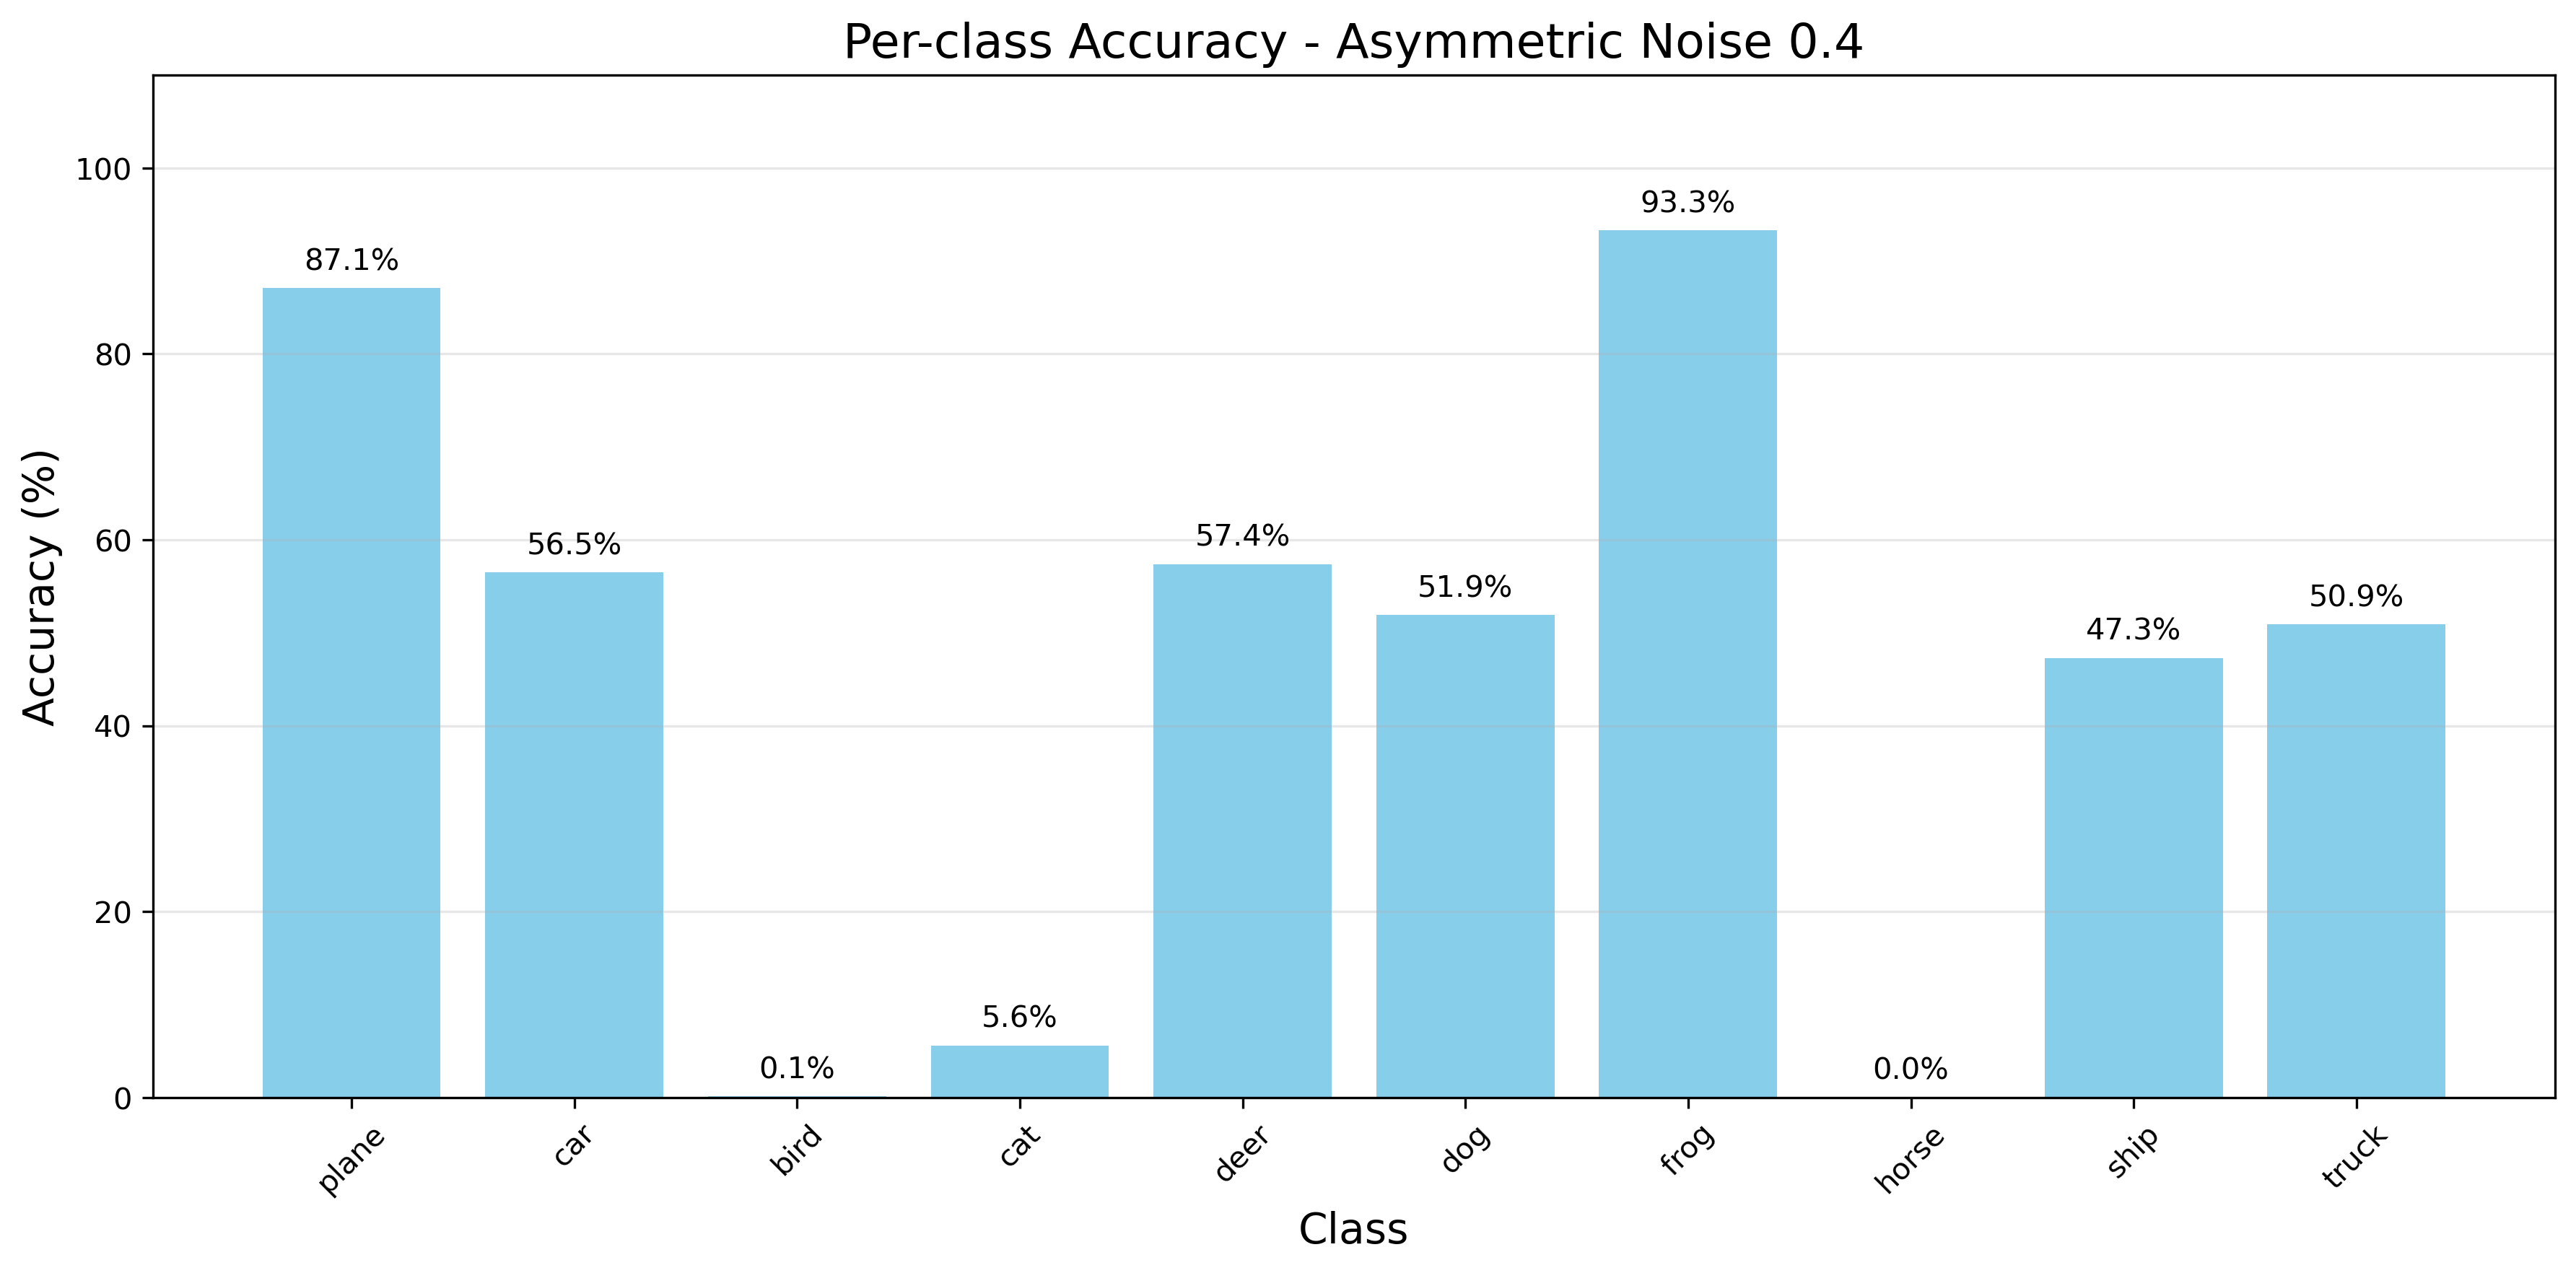 Per-class Accuracy - Asymmetric Noise 0.4
Accuracy (%)
100
80
60
40
20
0
87.1%
56.5%
0.1%
5.6%
57.4%
51.9%
93.3%
0.0%
47.3%
50.9%
plane
car
bird
cat
deer
dog
frog
horse
ship
truck
Class